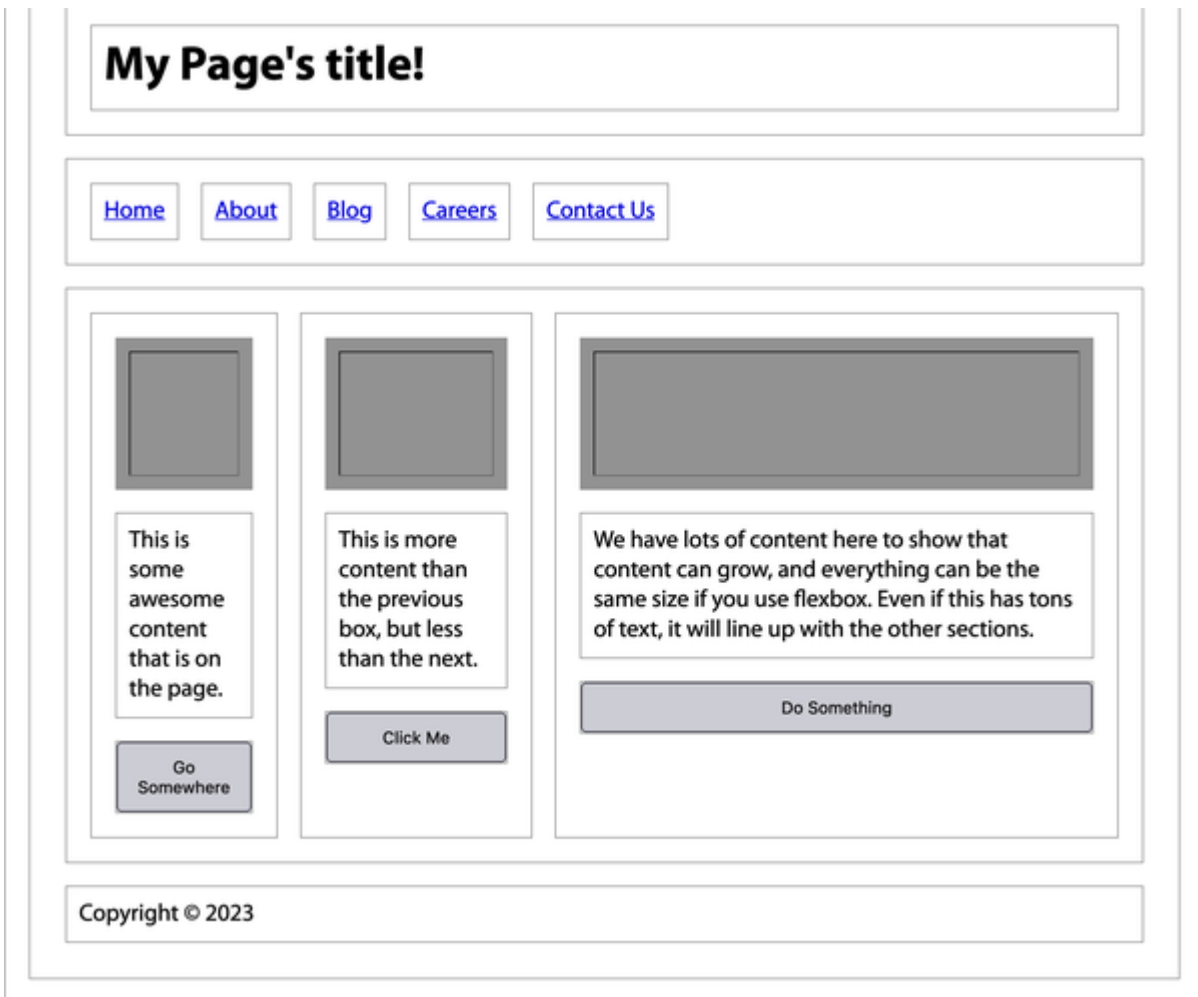 My Page's title!
Home About Blog Careers Contact Us
This is
some
awesome
content
that is on
the page.
Go
Somewhere
This is more
content than
the previous
box, but less
than the next.
Click Me
We have lots of content here to show that
content can grow, and everything can be the
same size if you use flexbox. Even if this has tons
of text, it will line up with the other sections.
Do Something
Copyright © 2023